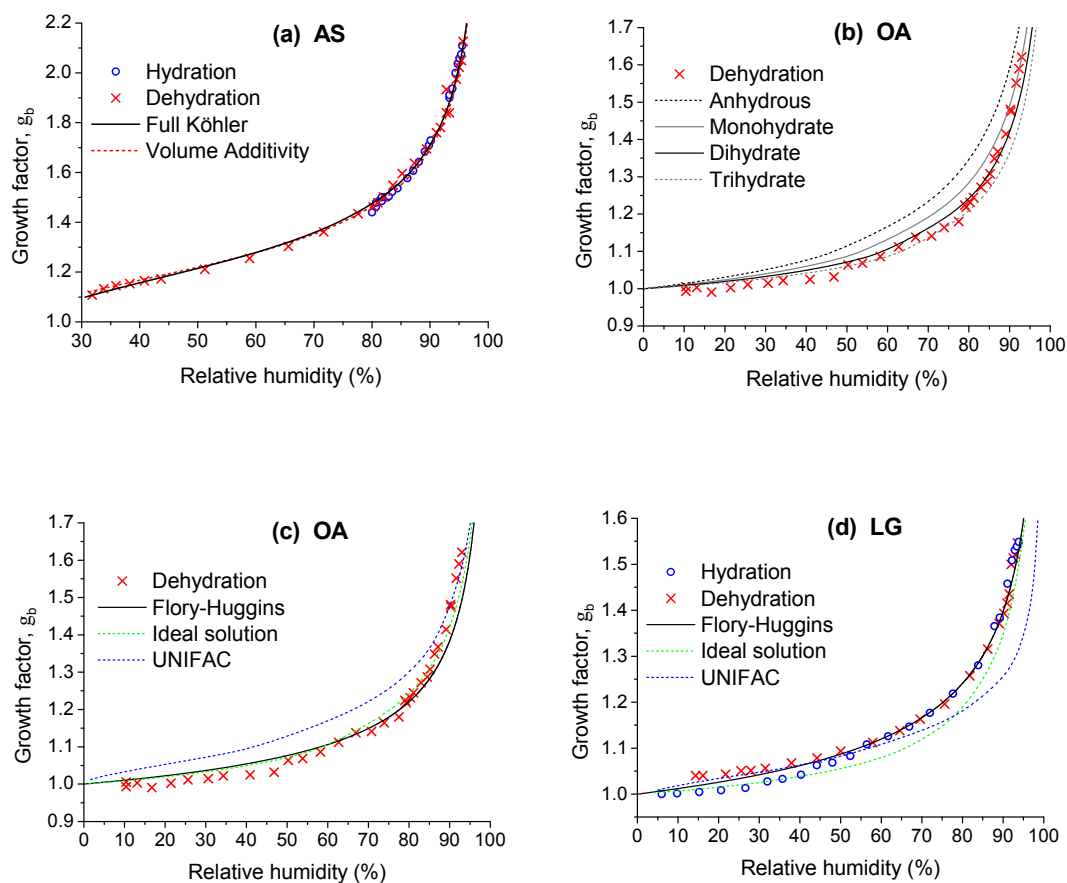 (a) AS
Hydration
Dehydration
Full Köhler
Volume Additivity
Growth factor, g_b
2.2
2.0
1.8
1.6
1.4
1.2
1.0
30 40 50 60 70 80 90 100
Relative humidity (%)
(b) OA
Dehydration
Anhydrous
Monohydrate
Dihydrate
Trihydrate
Growth factor, g_b
1.7
1.6
1.5
1.4
1.3
1.2
1.1
1.0
0.9
0 10 20 30 40 50 60 70 80 90 100
Relative humidity (%)
(c) OA
Dehydration
Flory-Huggins
Ideal solution
UNIFAC
Growth factor, g_b
1.7
1.6
1.5
1.4
1.3
1.2
1.1
1.0
0.9
0 10 20 30 40 50 60 70 80 90 100
Relative humidity (%)
(d) LG
Hydration
Dehydration
Flory-Huggins
Ideal solution
UNIFAC
Growth factor, g_b
1.6
1.5
1.4
1.3
1.2
1.1
1.0
0 10 20 30 40 50 60 70 80 90 100
Relative humidity (%)